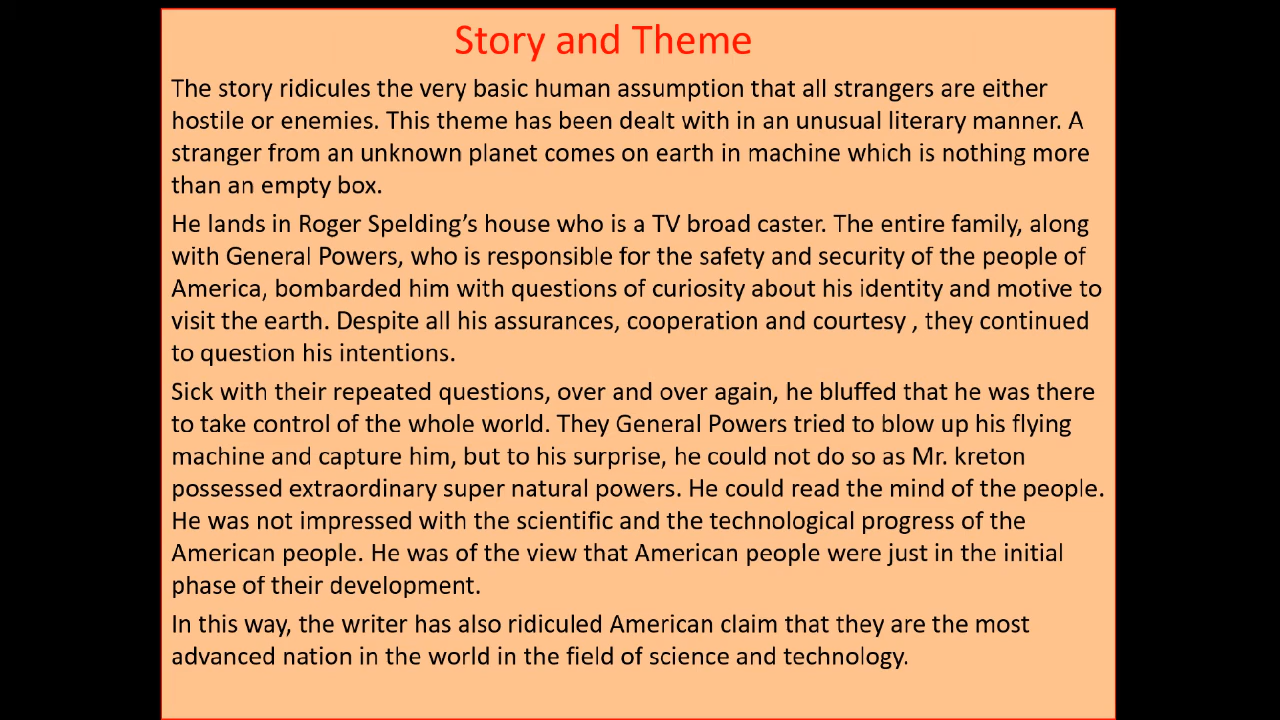 Story and Theme
The story ridicules the very basic human assumption that all strangers are either
hostile or enemies. This theme has been dealt with in an unusual literary manner. A
stranger from an unknown planet comes on earth in machine which is nothing more
than an empty box.
He lands in Roger Spelding’s house who is a TV broad caster. The entire family, along
with General Powers, who is responsible for the safety and security of the people of
America, bombarded him with questions of curiosity about his identity and motive to
visit the earth. Despite all his assurances, cooperation and courtesy , they continued
to question his intentions.
Sick with their repeated questions, over and over again, he bluffed that he was there
to take control of the whole world. They General Powers tried to blow up his flying
machine and capture him, but to his surprise, he could not do so as Mr. kreton
possessed extraordinary super natural powers. He could read the mind of the people.
He was not impressed with the scientific and the technological progress of the
American people. He was of the view that American people were just in the initial
phase of their development.
In this way, the writer has also ridiculed American claim that they are the most
advanced nation in the world in the field of science and technology.